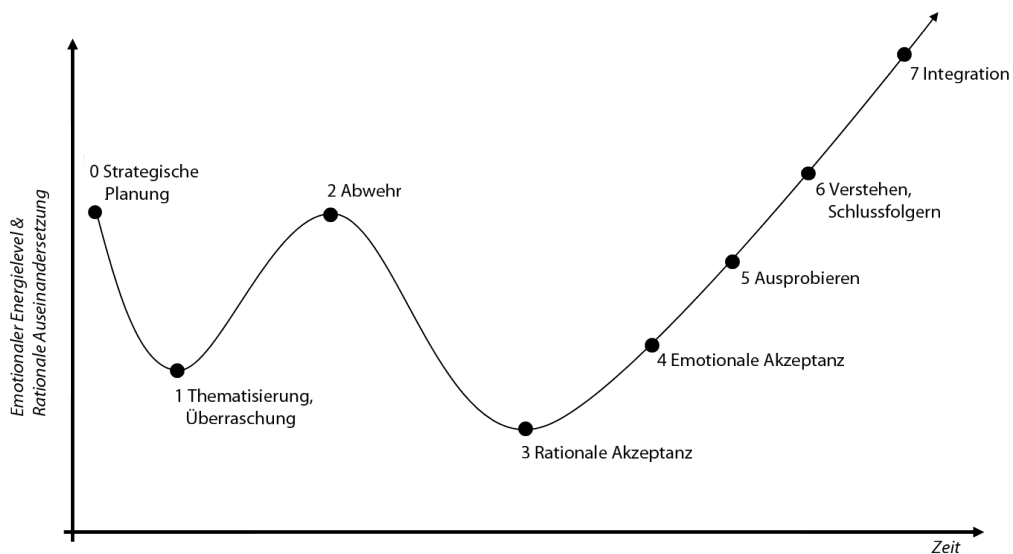 0 Strategische
Planung
2 Abwehr
1 Thematisierung,
Überraschung
3 Rationale Akzeptanz
4 Emotionale Akzeptanz
5 Ausprobieren
6 Verstehen,
Schlussfolgern
7 Integration
Emotionaler Energielevel &
Rationale Auseinandersetzung
Zeit